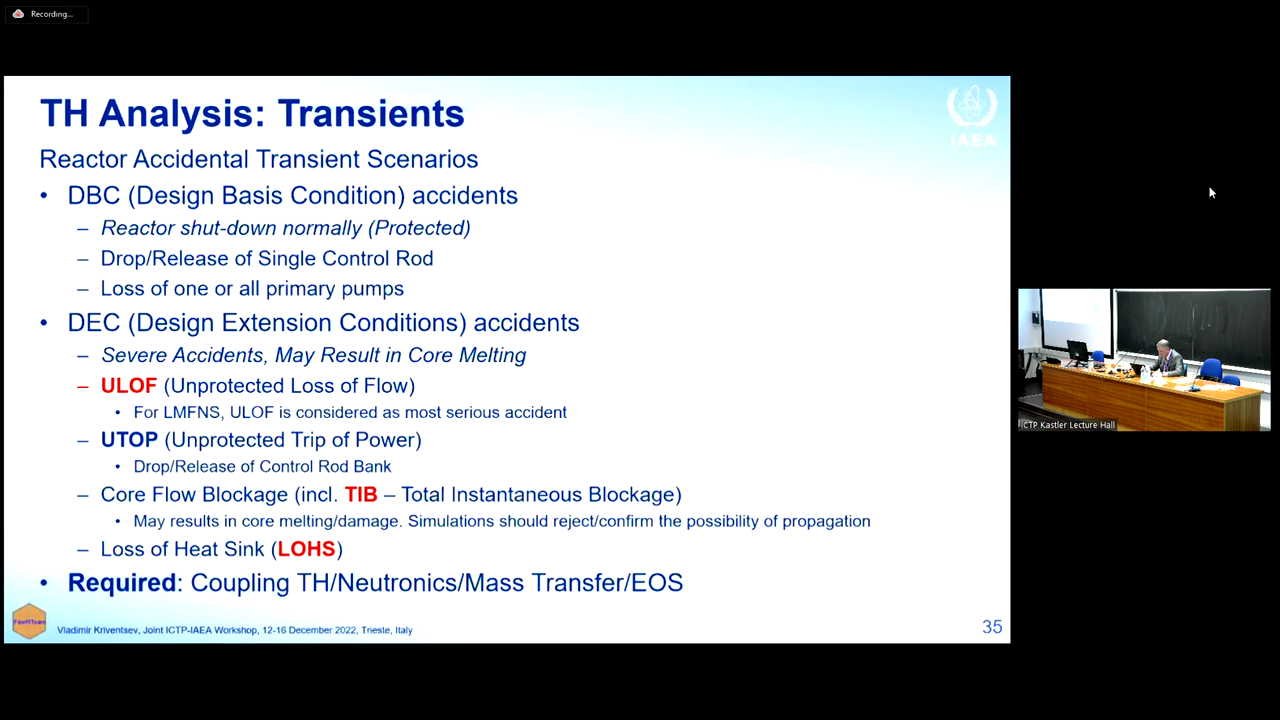 Recording...
TH Analysis: Transients
IAEA
Reactor Accidental Transient Scenarios
• DBC (Design Basis Condition) accidents
– Reactor shut-down normally (Protected)
– Drop/Release of Single Control Rod
– Loss of one or all primary pumps
• DEC (Design Extension Conditions) accidents
– Severe Accidents, May Result in Core Melting
– ULOF (Unprotected Loss of Flow)
• For LMFNS, ULOF is considered as most serious accident
– UTOP (Unprotected Trip of Power)
• Drop/Release of Control Rod Bank
– Core Flow Blockage (incl. TIB – Total Instantaneous Blockage)
• May results in core melting/damage. Simulations should reject/confirm the possibility of propagation
– Loss of Heat Sink (LOHS)
• Required: Coupling TH/Neutronics/Mass Transfer/EOS
Vladimir Kriventsev, Joint ICTP-IAEA Workshop, 12-16 December 2022, Trieste, Italy
35
ICTP Kastler Lecture Hall